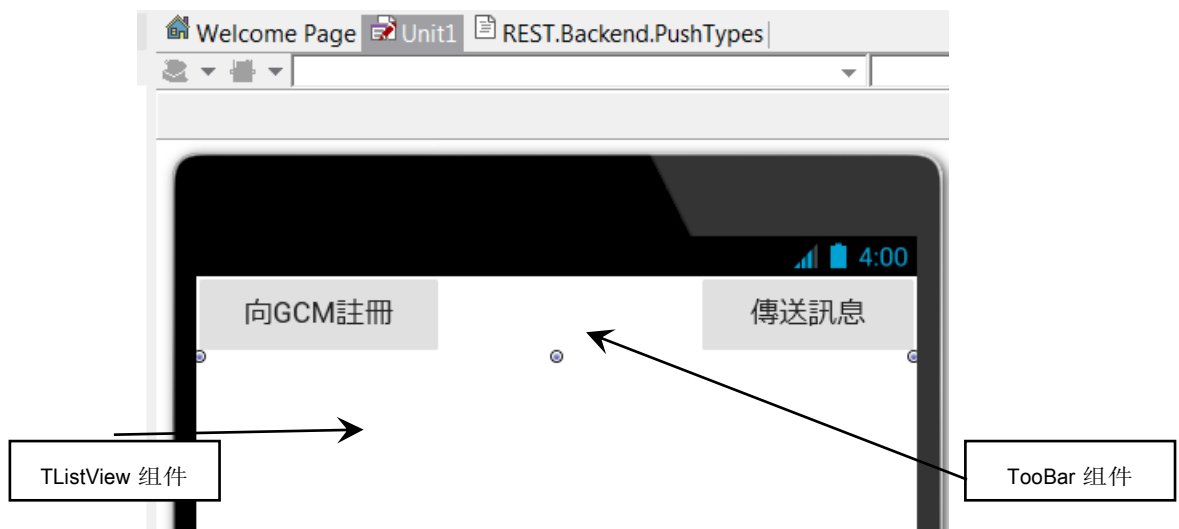 Welcome Page Unit1 REST.Backend.PushTypes
4:00
向GCM註冊 傳送訊息
TListView 组件
TooBar 组件